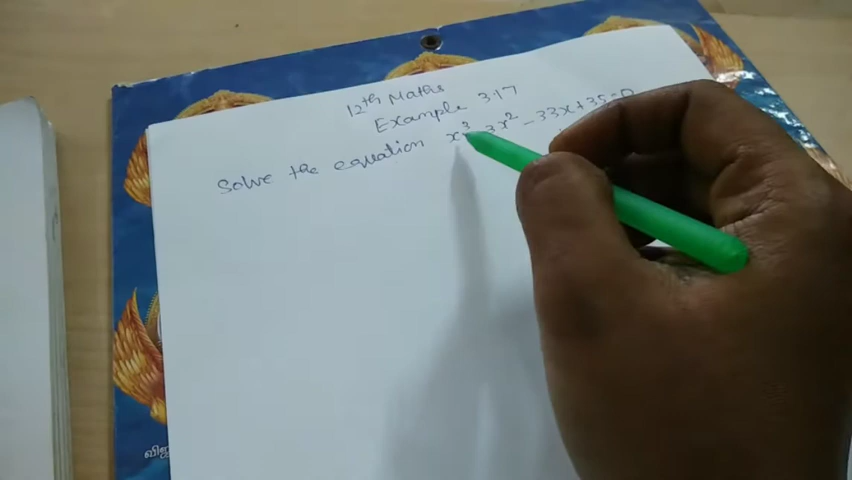 12th Maths
Example 3.17
Solve the equation x³ - 3x² - 33x + 35 = 0